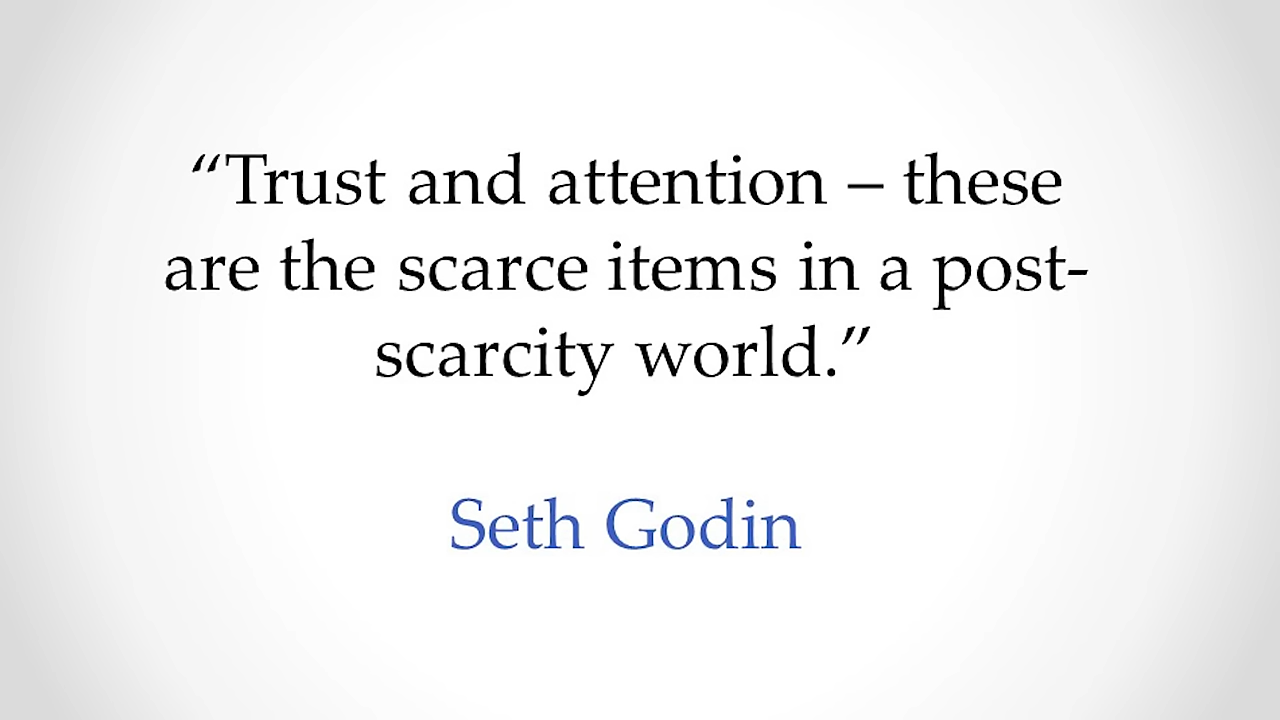 “Trust and attention – these
are the scarce items in a post-
scarcity world.”
Seth Godin